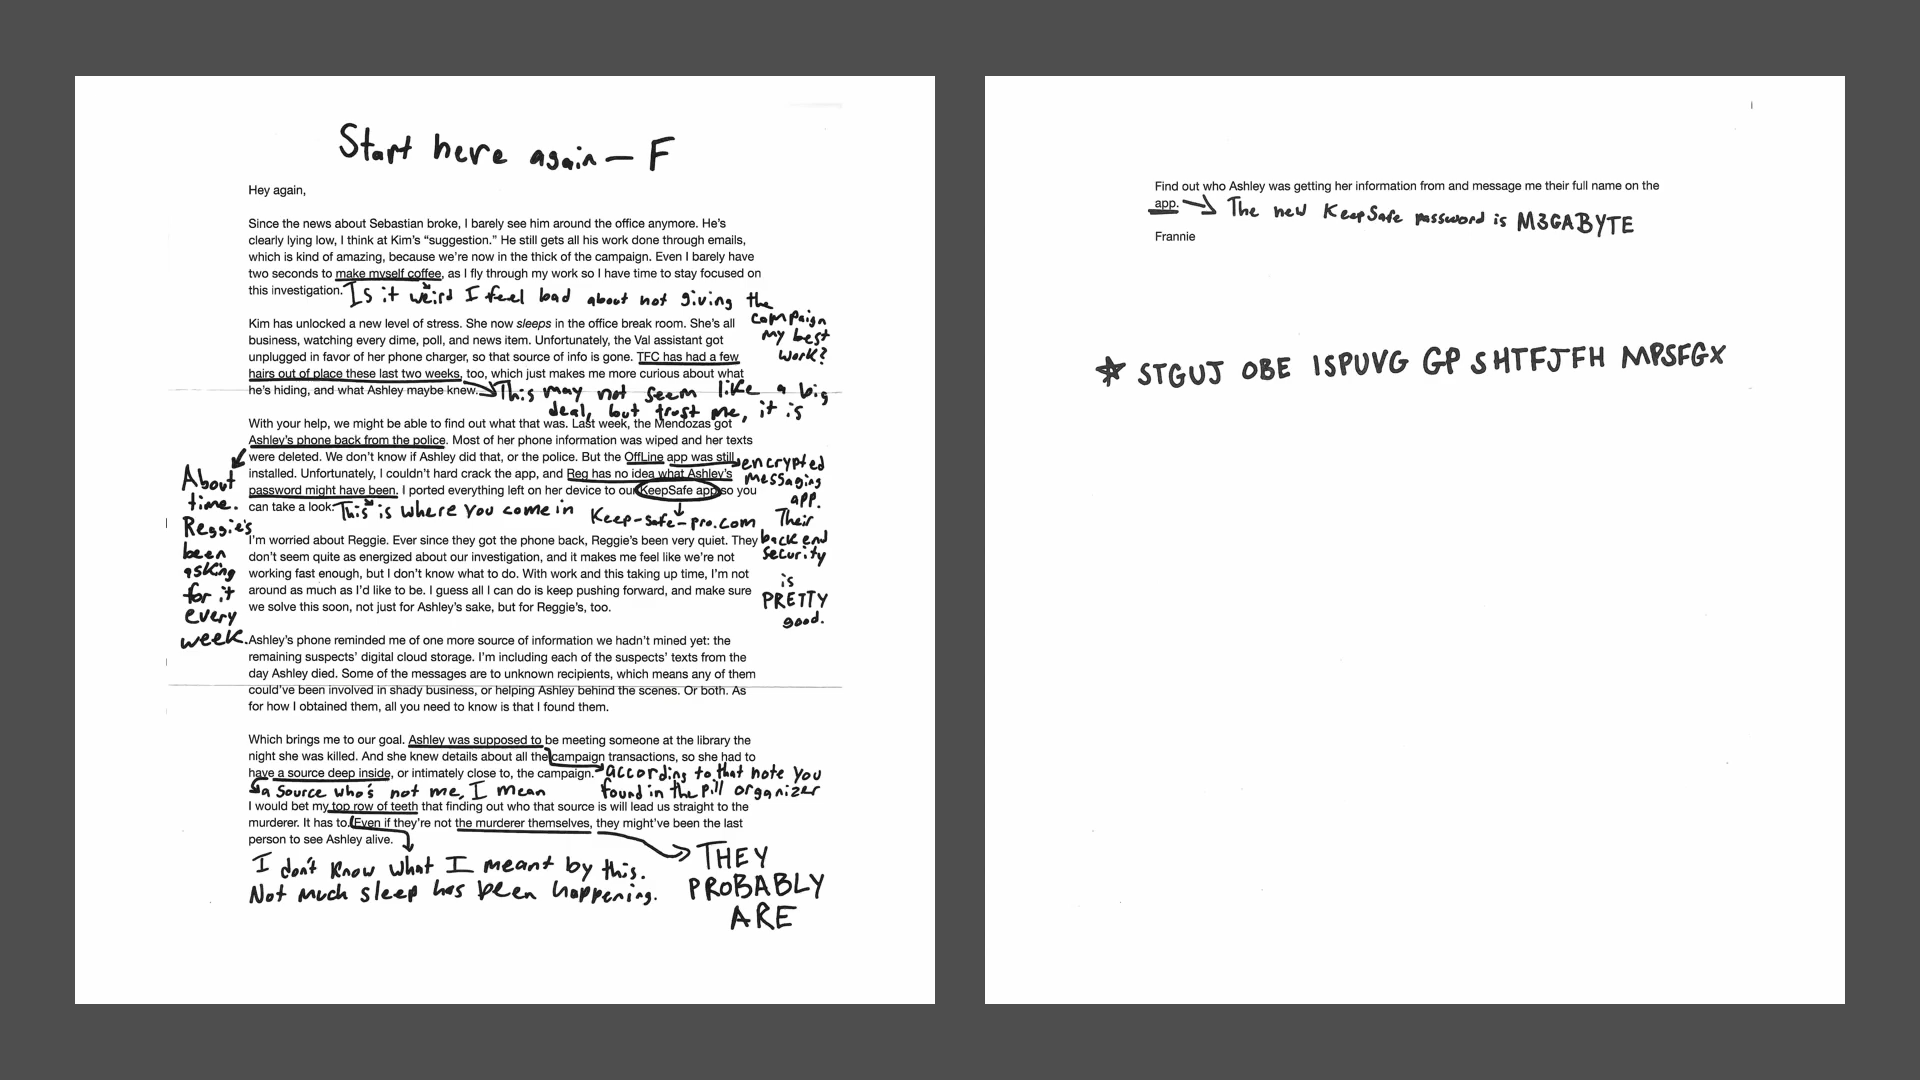 Start here again – F
Hey again,
Since the news about Sebastian broke, I barely see him around the office anymore. He's
clearly lying low, I think at Kim's “suggestion.” He still gets all his work done through emails,
which is kind of amazing, because we're now in the thick of the campaign. Even I barely have
two seconds to make myself coffee, as I fly through my work so I have time to stay focused on
this investigation.
Is it weird I feel bad about not giving the
campaign
my best
work?
Kim has unlocked a new level of stress. She now sleeps in the office break room. She's all
business, watching every dime, poll, and news item. Unfortunately, the Val assistant got
unplugged in favor of her phone charger, so that source of info is gone. TFC has had a few
hairs out of place these last two weeks, too, which just makes me more curious about what
he's hiding, and what Ashley maybe knew.
This may not seem like a big
deal, but trust me, it is
With your help, we might be able to find out what that was. Last week, the Mendozas got
Ashley's phone back from the police. Most of her phone information was wiped and her texts
were deleted. We don't know if Ashley did that, or the police. But the OffLine app was still
installed. Unfortunately, I couldn't hard crack the app, and Reg has no idea what Ashley's
password might have been. I ported everything left on her device to our KeepSafe app so you
can take a look.
This is where you come in
Keep-safe-pro.com
encrypted
messaging
app.
Their
back end
security
is
PRETTY
good.
About
time.
Reggie's
been
asking
for it
every
week.
I'm worried about Reggie. Ever since they got the phone back, Reggie's been very quiet. They
don't seem quite as energized about our investigation, and it makes me feel like we're not
working fast enough, but I don't know what to do. With work and this taking up time, I'm not
around as much as I'd like to be. I guess all I can do is keep pushing forward, and make sure
we solve this soon, not just for Ashley's sake, but for Reggie's, too.
Ashley's phone reminded me of one more source of information we hadn't mined yet: the
remaining suspects' digital cloud storage. I'm including each of the suspects' texts from the
day Ashley died. Some of the messages are to unknown recipients, which means any of them
could've been involved in shady business, or helping Ashley behind the scenes. Or both. As
for how I obtained them, all you need to know is that I found them.
Which brings me to our goal. Ashley was supposed to be meeting someone at the library the
night she was killed. And she knew details about all the campaign transactions, so she had to
have a source deep inside, or intimately close to, the campaign.
according to that note you
found in the pill organizer
a source who's not me, I mean
I would bet my top row of teeth that finding out who that source is will lead us straight to the
murderer. It has to. Even if they're not the murderer themselves, they might've been the last
person to see Ashley alive.
I don't know what I meant by this.
Not much sleep has been happening.
THEY
PROBABLY
ARE
Find out who Ashley was getting her information from and message me their full name on the
app.
The new KeepSafe password is M3GABYTE
Frannie
STGUJ OBE ISPUVG GP SHTFJFH MPSFGX